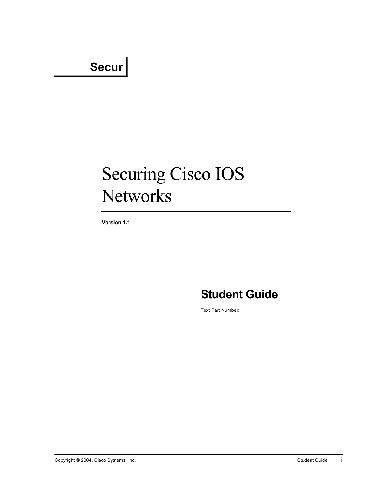 Secur
Securing Cisco IOS
Networks
Version 1.1
Student Guide
Text Part Number:
Copyright © 2004, Cisco Systems, Inc.
Student Guide